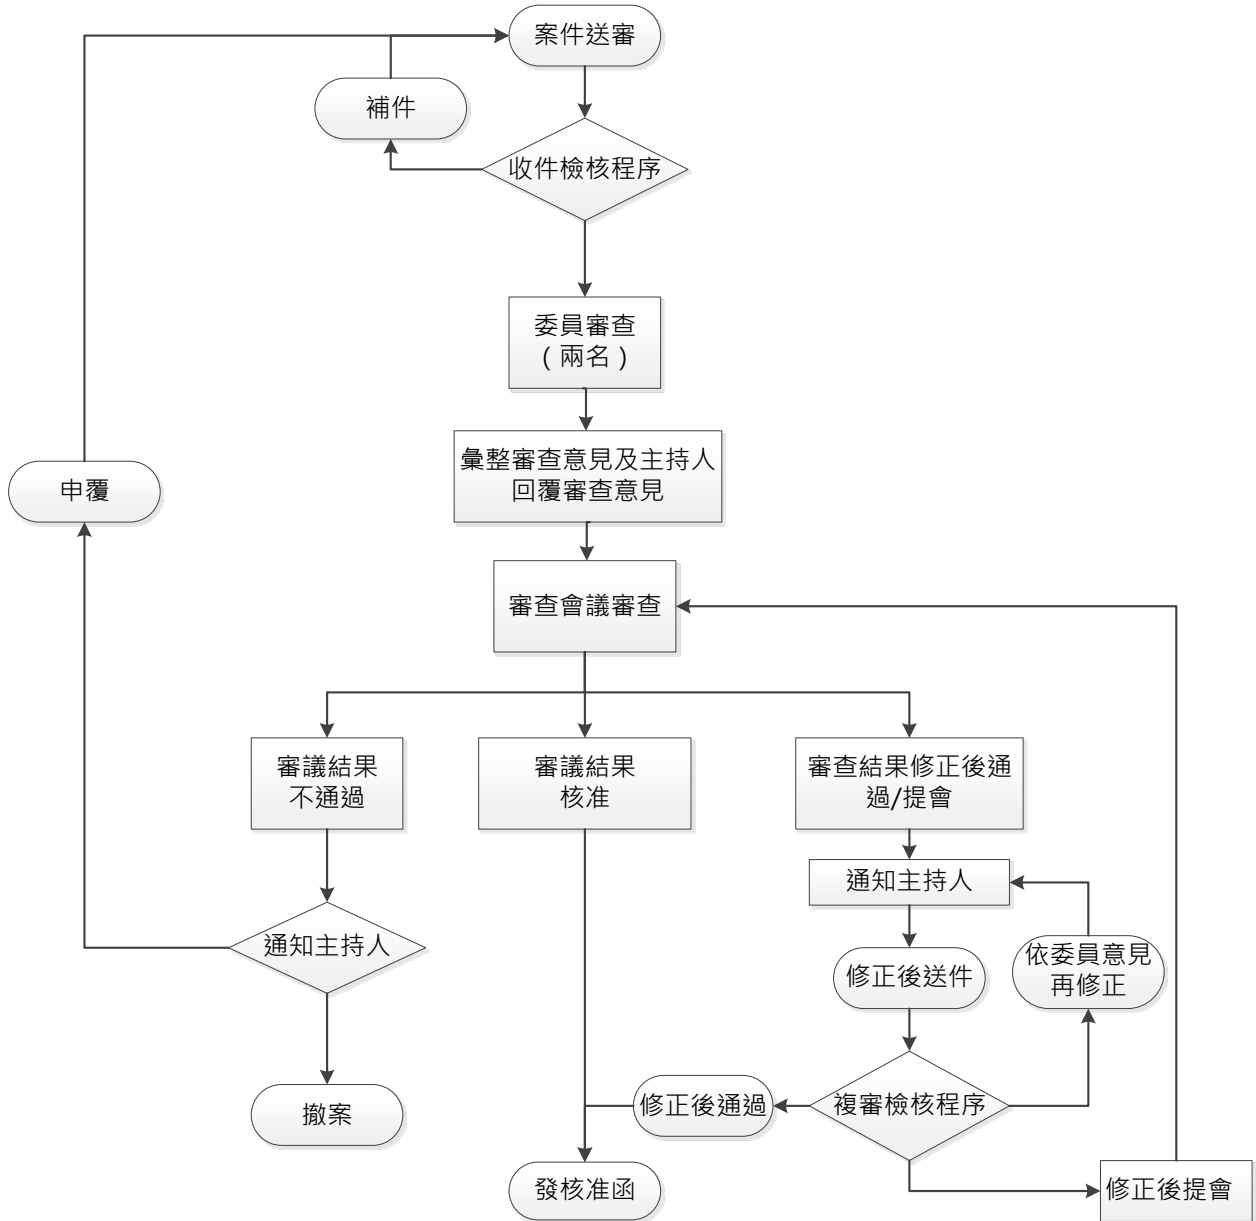 案件送審
補件
收件檢核程序
委員審查
（兩名）
彙整審查意見及主持人
回覆審查意見
申覆
審查會議審查
審議結果
不通過
審議結果
核准
審查結果修正後通
過/提會
通知主持人
通知主持人
修正後送件
依委員意見
再修正
撤案
修正後通過
複審檢核程序
發核准函
修正後提會